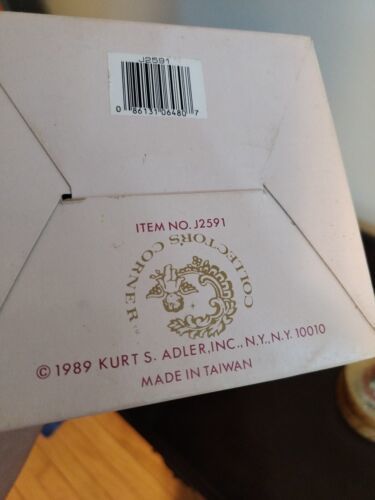 J2591
0 86131 06480 7
ITEM NO. J2591
COLLECTORS CORNER
© 1989 KURT S. ADLER, INC., N.Y., N.Y. 10010
MADE IN TAIWAN